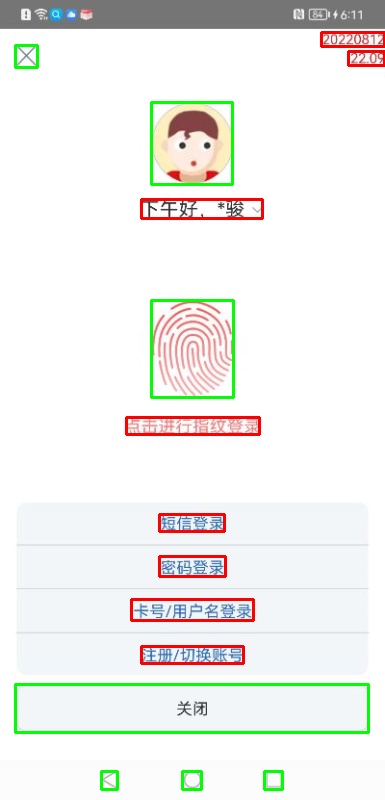 84 6:11
20220812
22.09
下午好，*骏
点击进行指纹登录
短信登录
密码登录
卡号/用户名登录
注册/切换账号
关闭